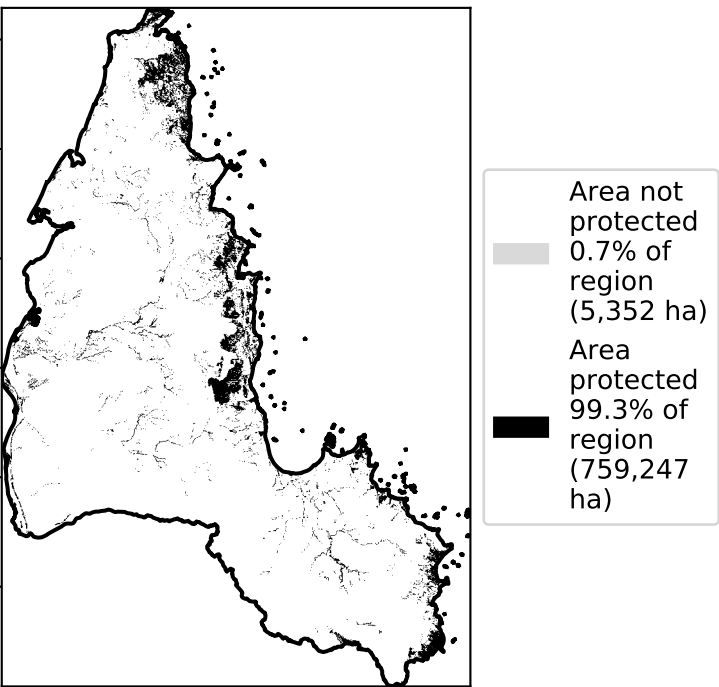 Area not
protected
0.7% of
region
(5,352 ha)
Area
protected
99.3% of
region
(759,247
ha)